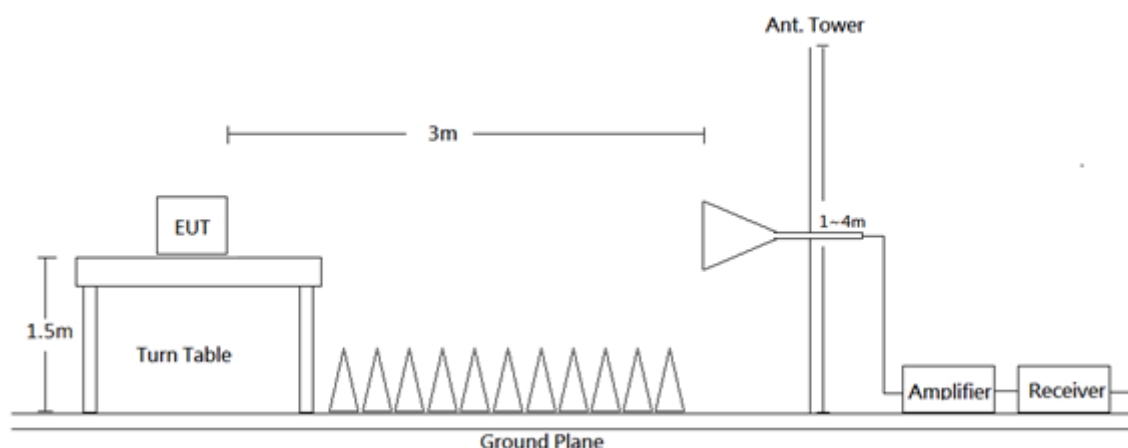 Ant. Tower
3m
EUT
1~4m
1.5m
Turn Table
Amplifier
Receiver
Ground Plane